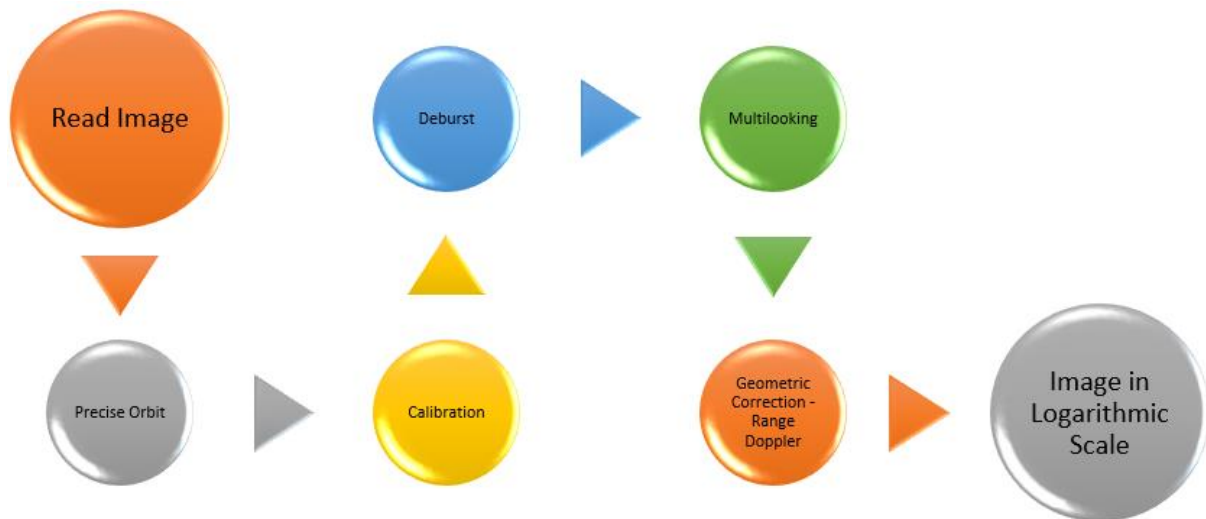 Read Image
Precise Orbit
Calibration
Deburst
Multilooking
Geometric
Correction -
Range
Doppler
Image in
Logarithmic
Scale